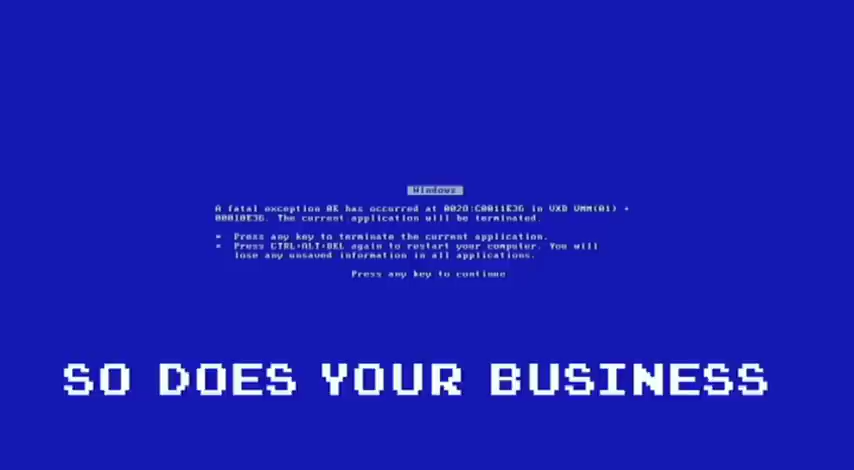 Windows
A fatal exception 0E has occurred at 0028:C0011E36 in VXD VMM(01) +
00010E36. The current application will be terminated.
* Press any key to terminate the current application.
* Press CTRL+ALT+DEL again to restart your computer. You will
lose any unsaved information in all applications.
Press any key to continue
SO DOES YOUR BUSINESS